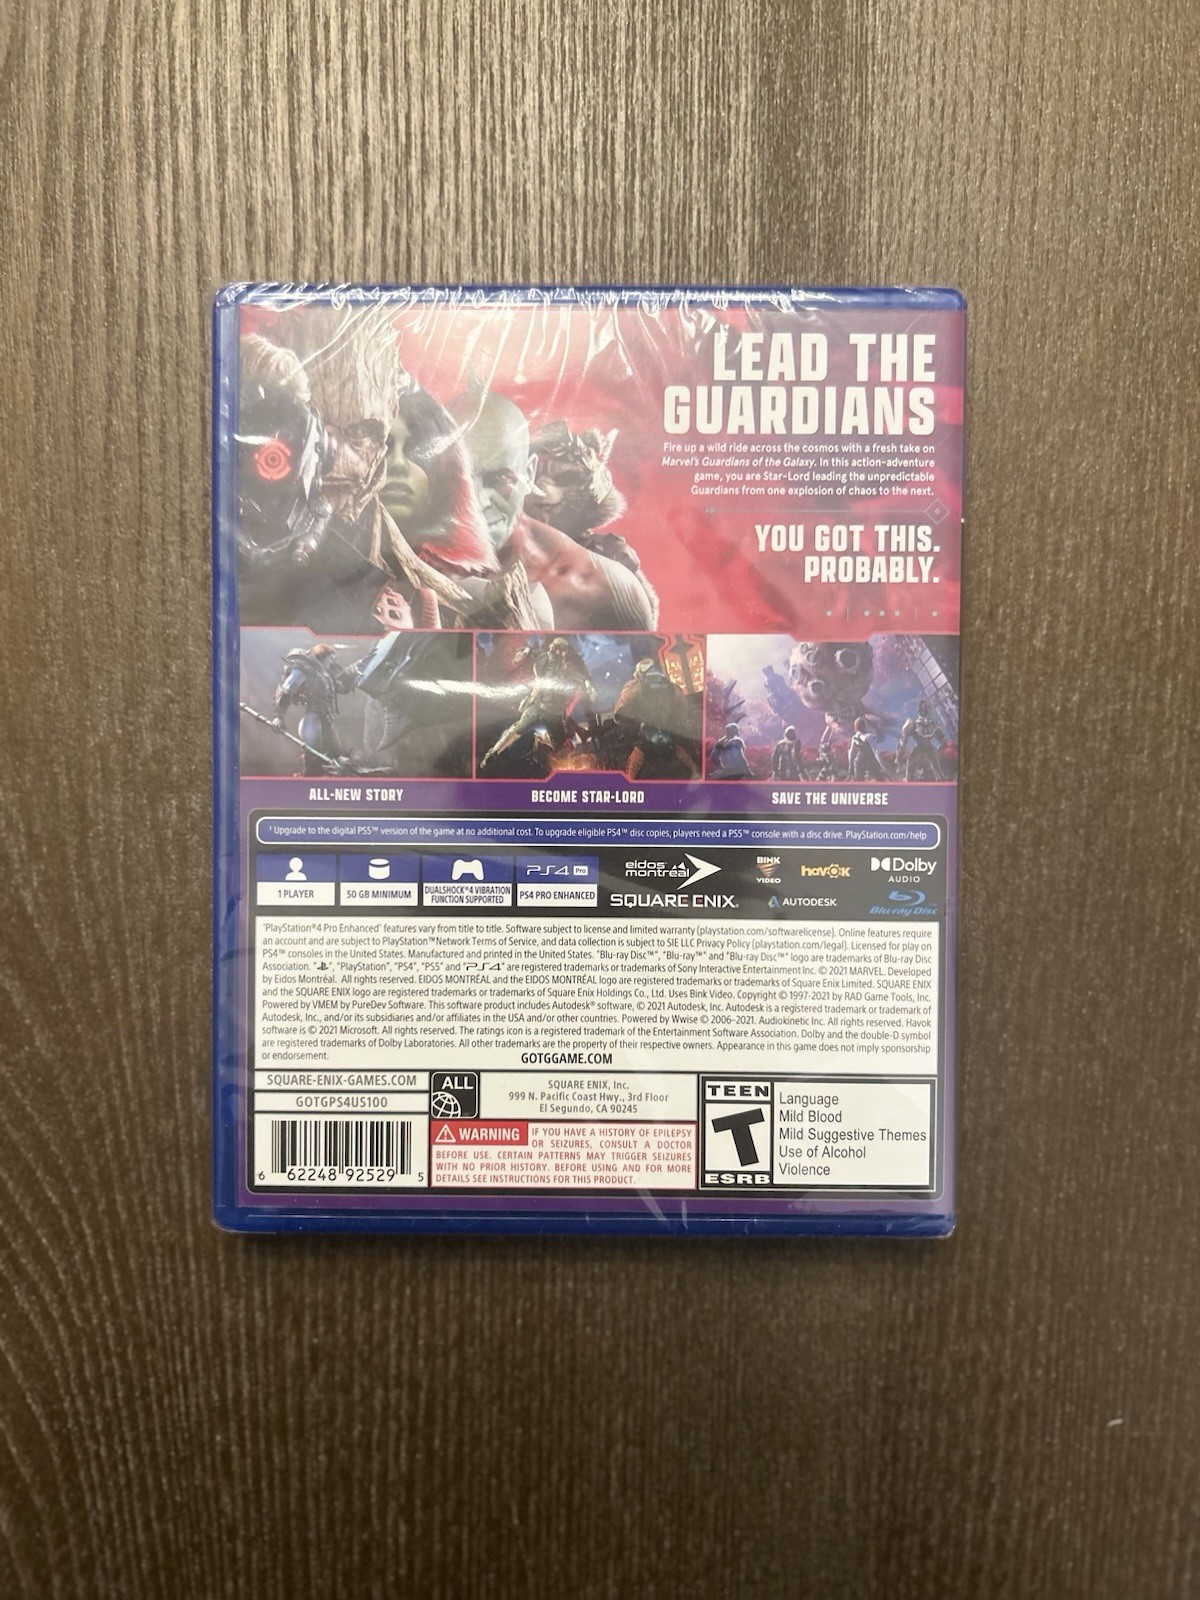 LEAD THE
GUARDIANS
Fire up a wild ride across the cosmos with a fresh take on
Marvel's Guardians of the Galaxy. In this action-adventure
game, you are Star-Lord leading the unpredictable
Guardians from one explosion of chaos to the next.
YOU GOT THIS.
PROBABLY.
ALL-NEW STORY
BECOME STAR-LORD
SAVE THE UNIVERSE
¹ Upgrade to the digital PS5™ version of the game at no additional cost. To upgrade eligible PS4™ disc copies, players need a PS5™ console with a disc drive. PlayStation.com/help
1 PLAYER
50 GB MINIMUM
DUALSHOCK®4 VIBRATION
FUNCTION SUPPORTED
PS4 Pro
PS4 PRO ENHANCED
eidos
montréal
SQUARE ENIX.
BINK
VIDEO
havok
AUTODESK
Dolby
AUDIO
Blu-ray Disc™
'PlayStation®4 Pro Enhanced' features vary from title to title. Software subject to license and limited warranty (playstation.com/softwarelicense). Online features require
an account and are subject to PlayStation™Network Terms of Service, and data collection is subject to SIE LLC Privacy Policy (playstation.com/legal). Licensed for play on
PS4™ consoles in the United States. Manufactured and printed in the United States. "Blu-ray Disc™", "Blu-ray™" and "Blu-ray Disc™" logo are trademarks of Blu-ray Disc
Association. "PS", "PlayStation", "PS4", "PS5" and "PS4" are registered trademarks or trademarks of Sony Interactive Entertainment Inc. © 2021 MARVEL. Developed
by Eidos Montréal. All rights reserved. EIDOS MONTRÉAL and the EIDOS MONTRÉAL logo are registered trademarks or trademarks of Square Enix Limited. SQUARE ENIX
and the SQUARE ENIX logo are registered trademarks or trademarks of Square Enix Holdings Co., Ltd. Uses Bink Video. Copyright © 1997-2021 by RAD Game Tools, Inc.
Powered by VMEM by PureDev Software. This software product includes Autodesk® software, © 2021 Autodesk, Inc. Autodesk is a registered trademark or trademark of
Autodesk, Inc., and/or its subsidiaries and/or affiliates in the USA and/or other countries. Powered by Wwise © 2006-2021. Audiokinetic Inc. All rights reserved. Havok
software is © 2021 Microsoft. All rights reserved. The ratings icon is a registered trademark of the Entertainment Software Association. Dolby and the double-D symbol
are registered trademarks of Dolby Laboratories. All other trademarks are the property of their respective owners. Appearance in this game does not imply sponsorship
or endorsement.
GOTGGAME.COM
SQUARE-ENIX-GAMES.COM
GOTGPS4US100
6 62248 92529 5
ALL
SQUARE ENIX, Inc.
999 N. Pacific Coast Hwy., 3rd Floor
El Segundo, CA 90245
WARNING IF YOU HAVE A HISTORY OF EPILEPSY
OR SEIZURES, CONSULT A DOCTOR
BEFORE USE. CERTAIN PATTERNS MAY TRIGGER SEIZURES
WITH NO PRIOR HISTORY. BEFORE USING AND FOR MORE
DETAILS SEE INSTRUCTIONS FOR THIS PRODUCT.
TEEN
T
ESRB
Language
Mild Blood
Mild Suggestive Themes
Use of Alcohol
Violence